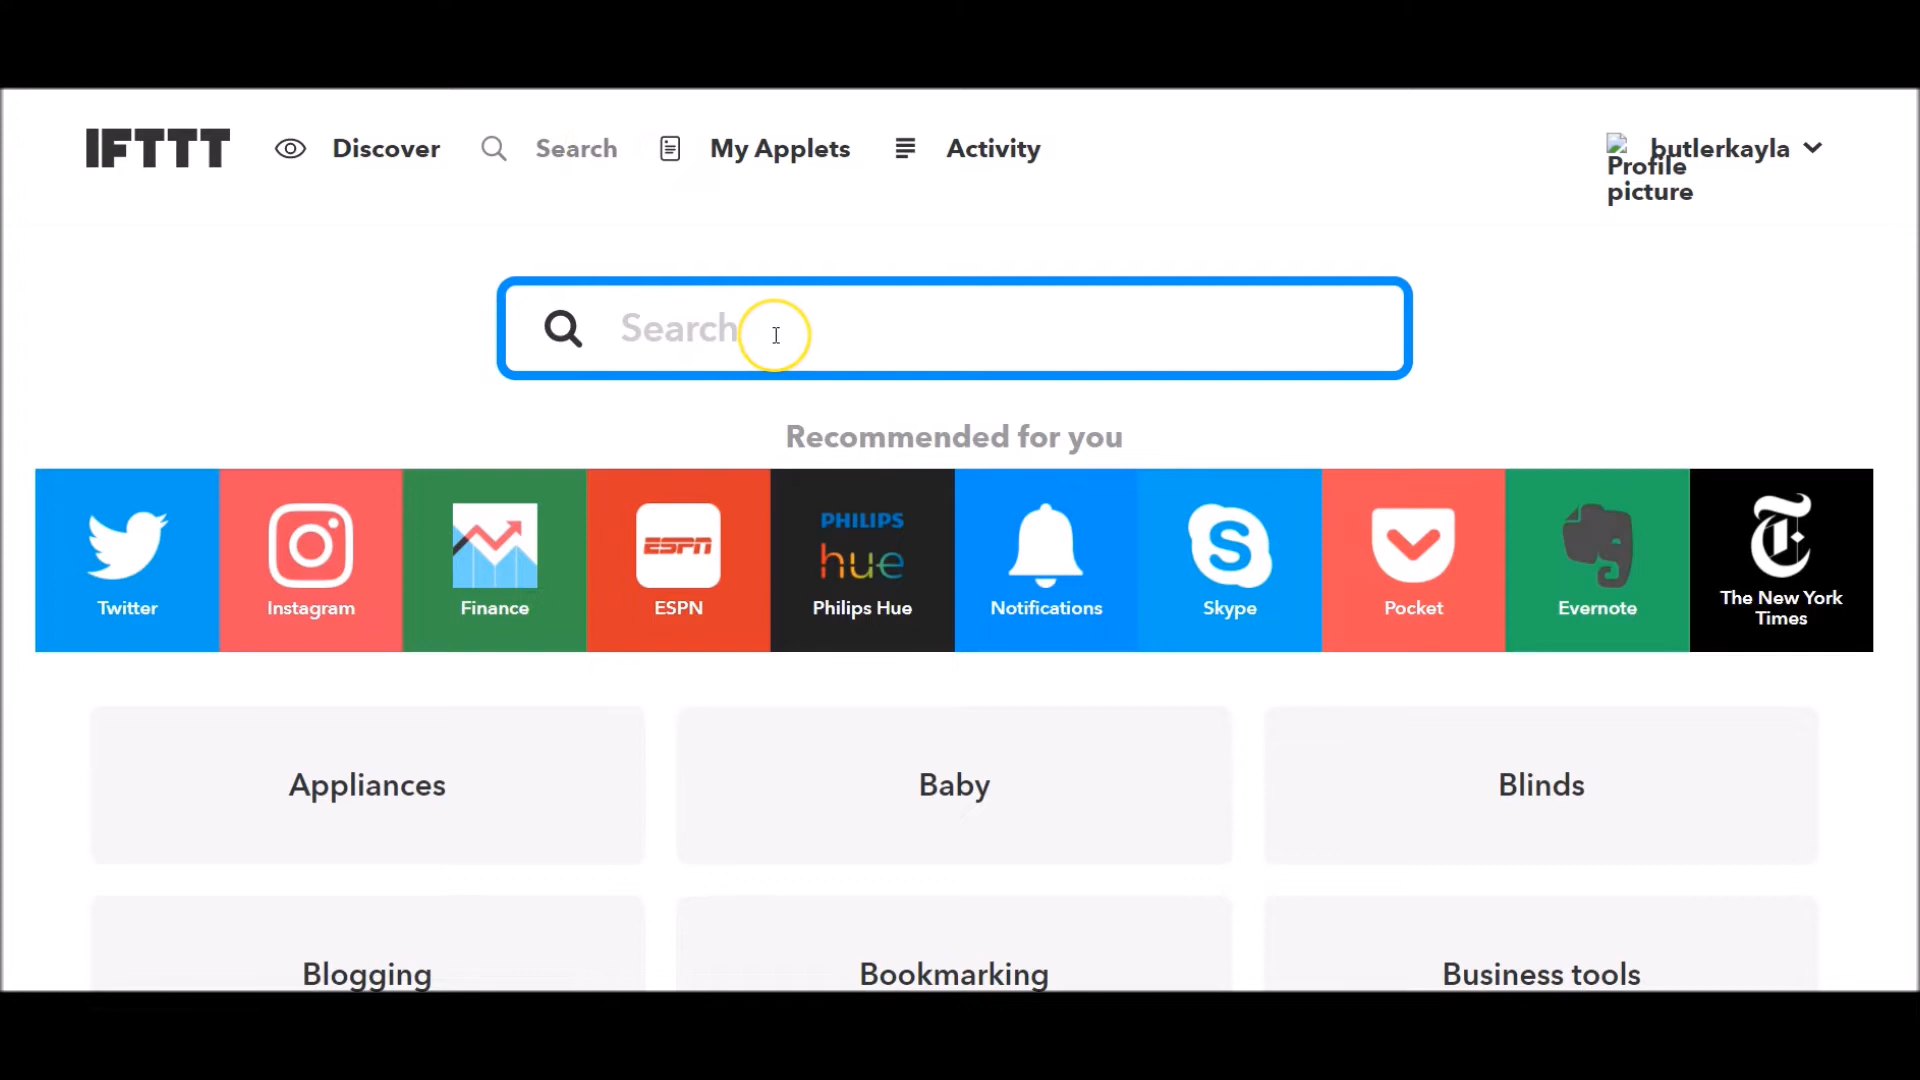 IFTTT Discover Search My Applets Activity butlerkayla
Profile
picture
Search
Recommended for you
PHILIPS
hue
ESPN
Twitter Instagram Finance ESPN Philips Hue Notifications Skype Pocket Evernote The New York
Times
Appliances Baby Blinds
Blogging Bookmarking Business tools